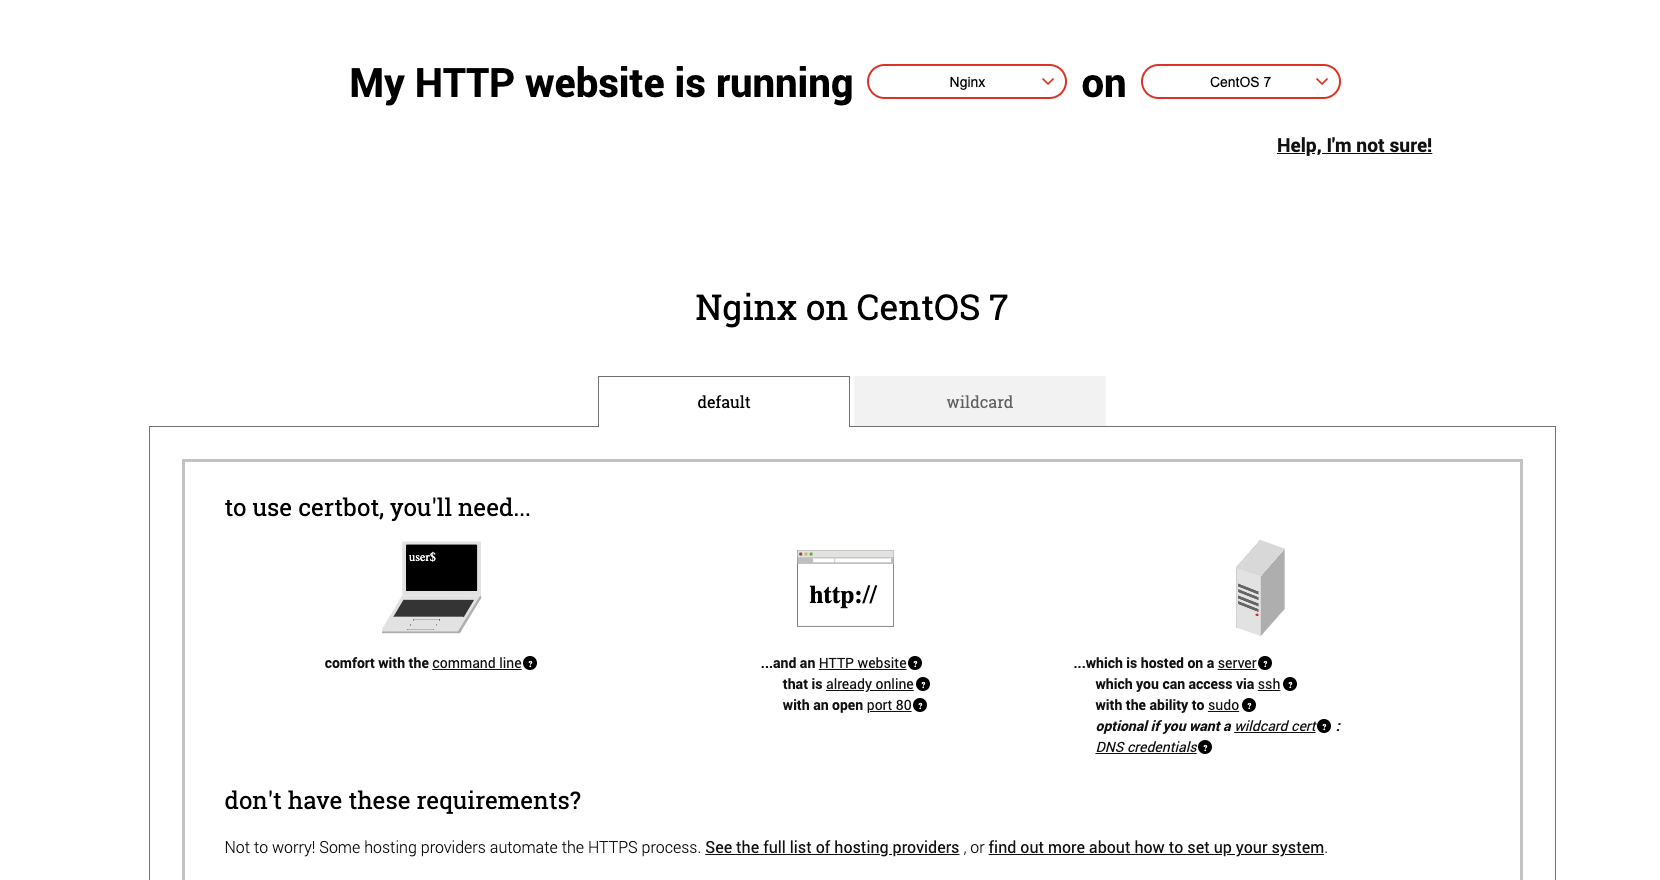 My HTTP website is running Nginx on CentOS 7
Help, I'm not sure!
Nginx on CentOS 7
default wildcard
to use certbot, you'll need...
user$
http://
comfort with the command line ?
...and an HTTP website ?
that is already online ?
with an open port 80 ?
...which is hosted on a server ?
which you can access via ssh ?
with the ability to sudo ?
optional if you want a wildcard cert ? :
DNS credentials ?
don't have these requirements?
Not to worry! Some hosting providers automate the HTTPS process. See the full list of hosting providers , or find out more about how to set up your system.